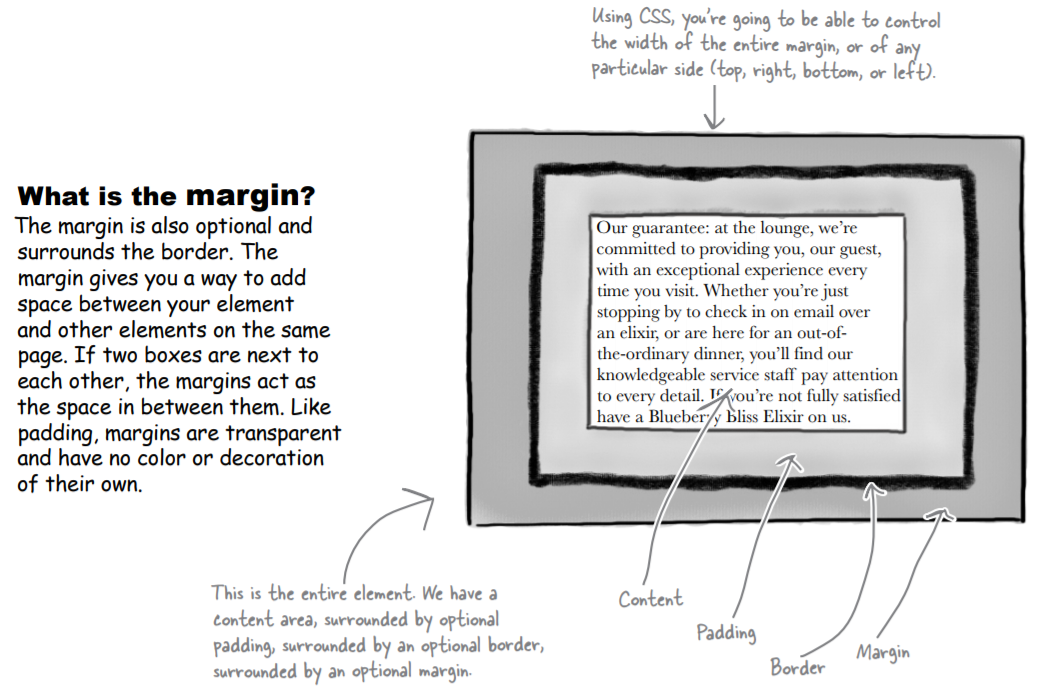 Using CSS, you're going to be able to control
the width of the entire margin, or of any
particular side (top, right, bottom, or left).
What is the margin?
The margin is also optional and
surrounds the border. The
margin gives you a way to add
space between your element
and other elements on the same
page. If two boxes are next to
each other, the margins act as
the space in between them. Like
padding, margins are transparent
and have no color or decoration
of their own.
Our guarantee: at the lounge, we're
committed to providing you, our guest,
with an exceptional experience every
time you visit. Whether you're just
stopping by to check in on email over
an elixir, or are here for an out-of-
the-ordinary dinner, you'll find our
knowledgeable service staff pay attention
to every detail. If you're not fully satisfied
have a Blueberry Bliss Elixir on us.
This is the entire element. We have a
content area, surrounded by optional
padding, surrounded by an optional border,
surrounded by an optional margin.
Content
Padding
Border
Margin